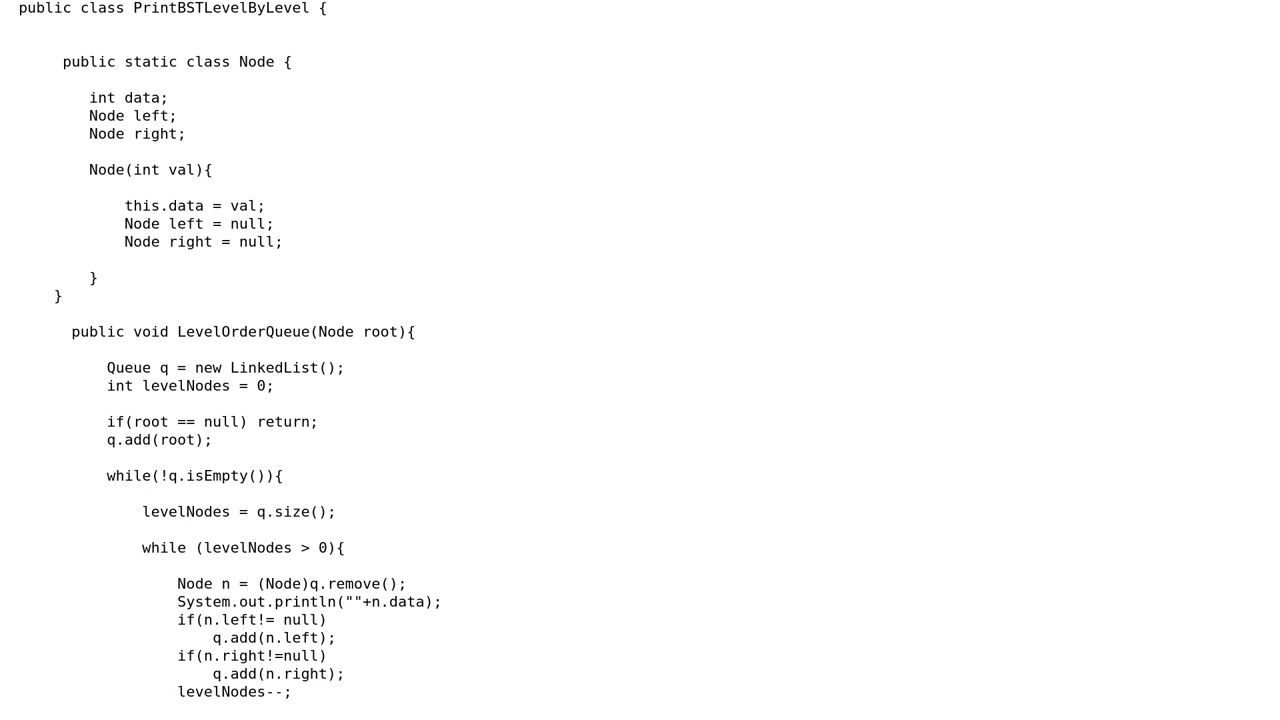 public class PrintBSTLevelByLevel {
public static class Node {
int data;
Node left;
Node right;
Node(int val){
this.data = val;
Node left = null;
Node right = null;
}
}
public void LevelOrderQueue(Node root){
Queue q = new LinkedList();
int levelNodes = 0;
if(root == null) return;
q.add(root);
while(!q.isEmpty()){
levelNodes = q.size();
while (levelNodes > 0){
Node n = (Node)q.remove();
System.out.println(""+n.data);
if(n.left!= null)
q.add(n.left);
if(n.right!=null)
q.add(n.right);
levelNodes--;